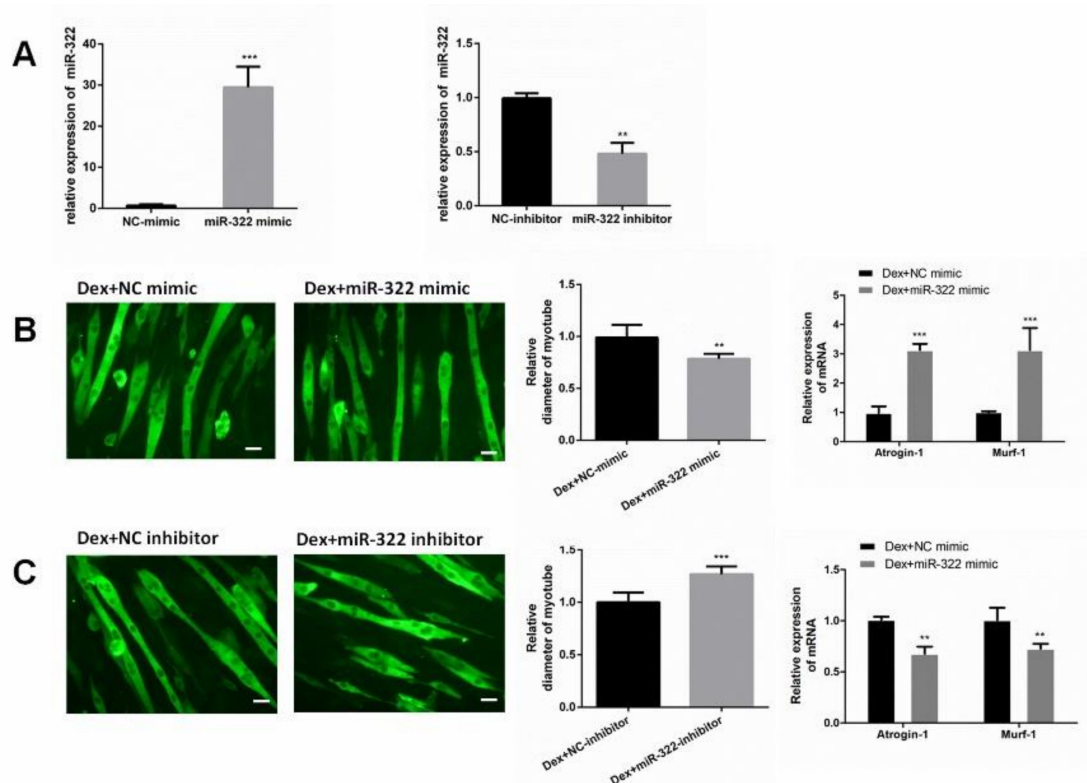 A
relative expression of miR-322
40
30
20
10
0
***
NC-mimic
miR-322 mimic
relative expression of miR-322
1.5
1.0
0.5
0.0
**
NC-inhibitor
miR-322 inhibitor
B
Dex+NC mimic
Dex+miR-322 mimic
Relative
diameter of myotube
1.5
1.0
0.5
0.0
**
Dex+NC-mimic
Dex+miR-322 mimic
Dex+NC mimic
Dex+miR-322 mimic
Relative expression
of mRNA
5
4
3
2
1
0
***
***
Atrogin-1
Murf-1
C
Dex+NC inhibitor
Dex+miR-322 inhibitor
Relative
diameter of myotube
1.5
1.0
0.5
0.0
***
Dex+NC-inhibitor
Dex+miR-322-inhibitor
Dex+NC mimic
Dex+miR-322 mimic
Relative expression
of mRNA
1.5
1.0
0.5
0.0
**
**
Atrogin-1
Murf-1